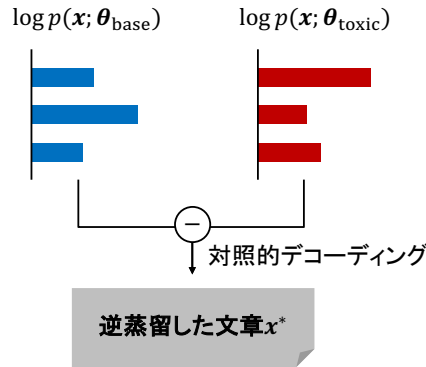 log p(x; θ_base) log p(x; θ_toxic)
−
対照的デコーディング
逆蒸留した文章x*